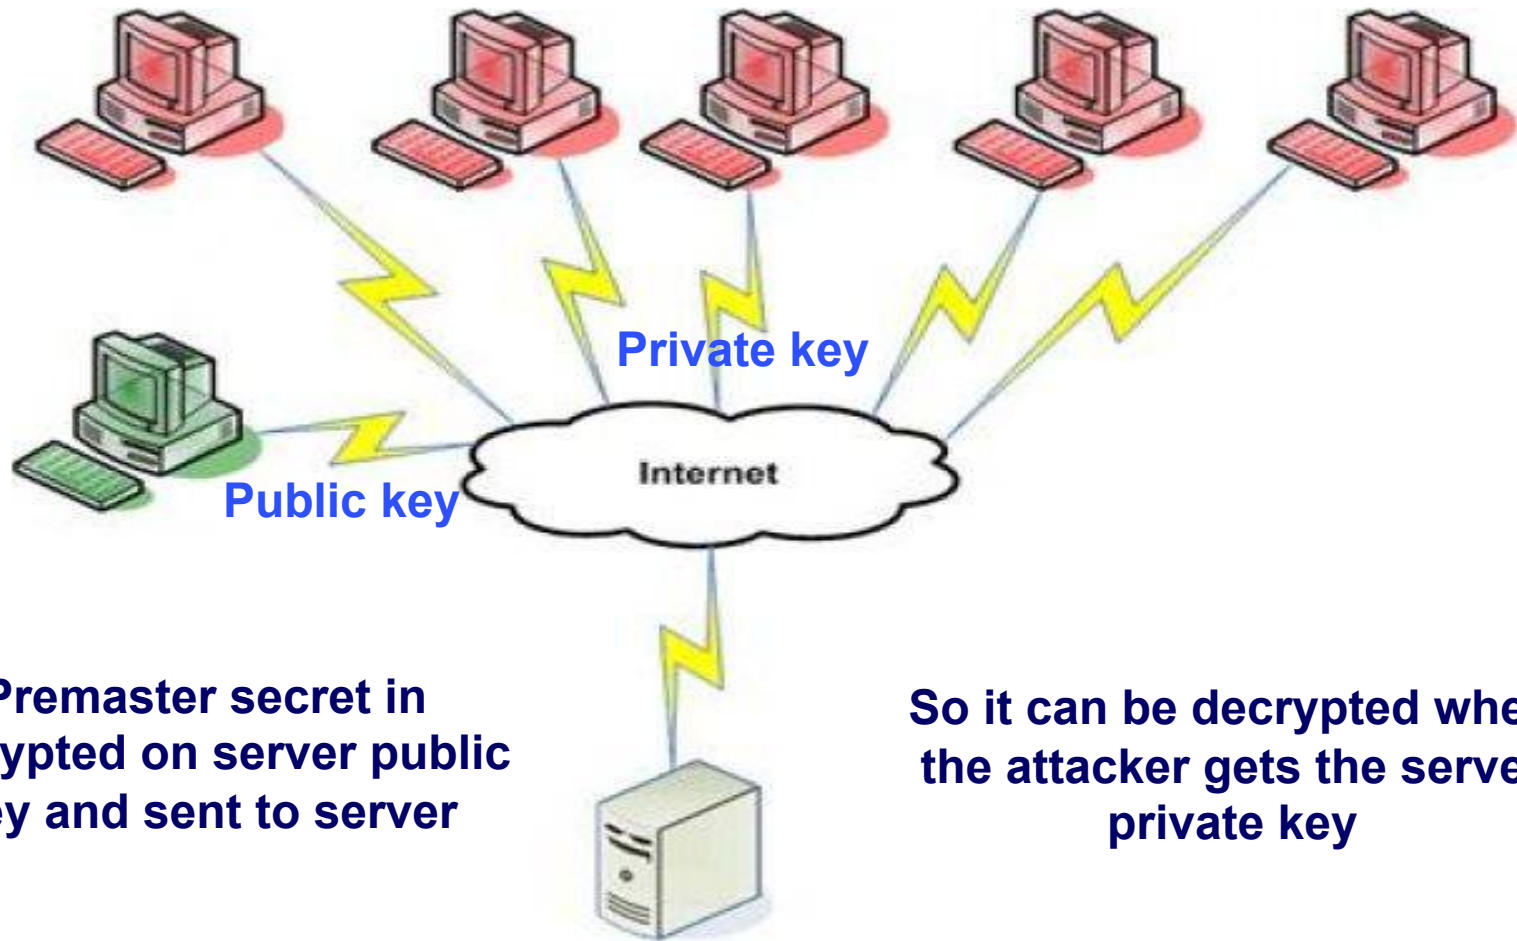 Private key
Internet
Public key
Premaster secret in
ypted on server public
y and sent to server
So it can be decrypted whe
the attacker gets the serve
private key